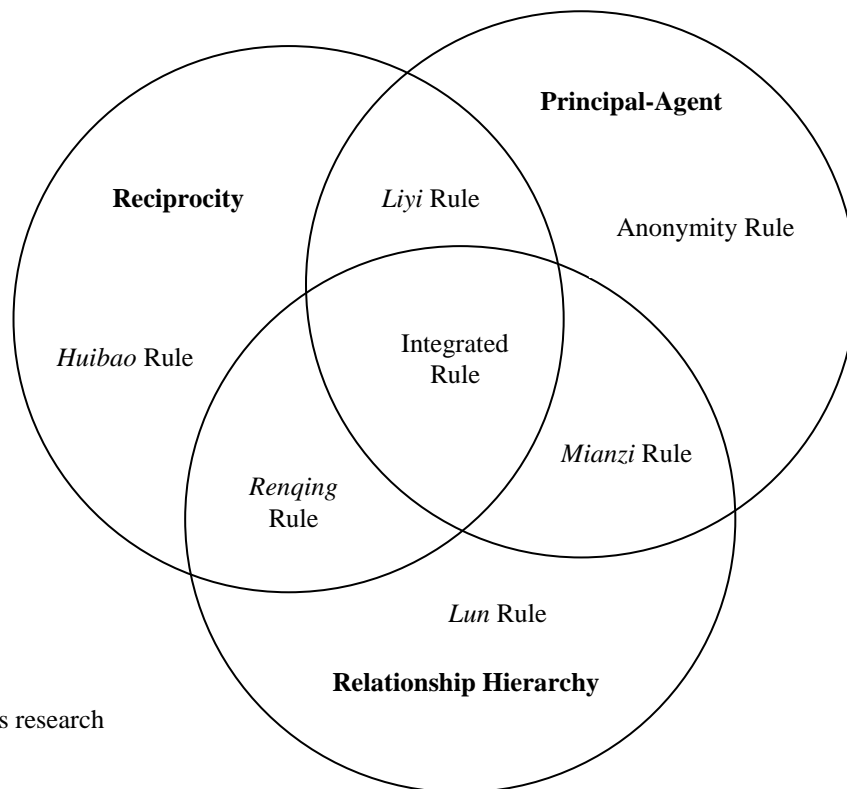 Principal-Agent
Reciprocity
Liyi Rule
Anonymity Rule
Huibao Rule
Integrated
Rule
Mianzi Rule
Renqing
Rule
Lun Rule
Relationship Hierarchy
s research